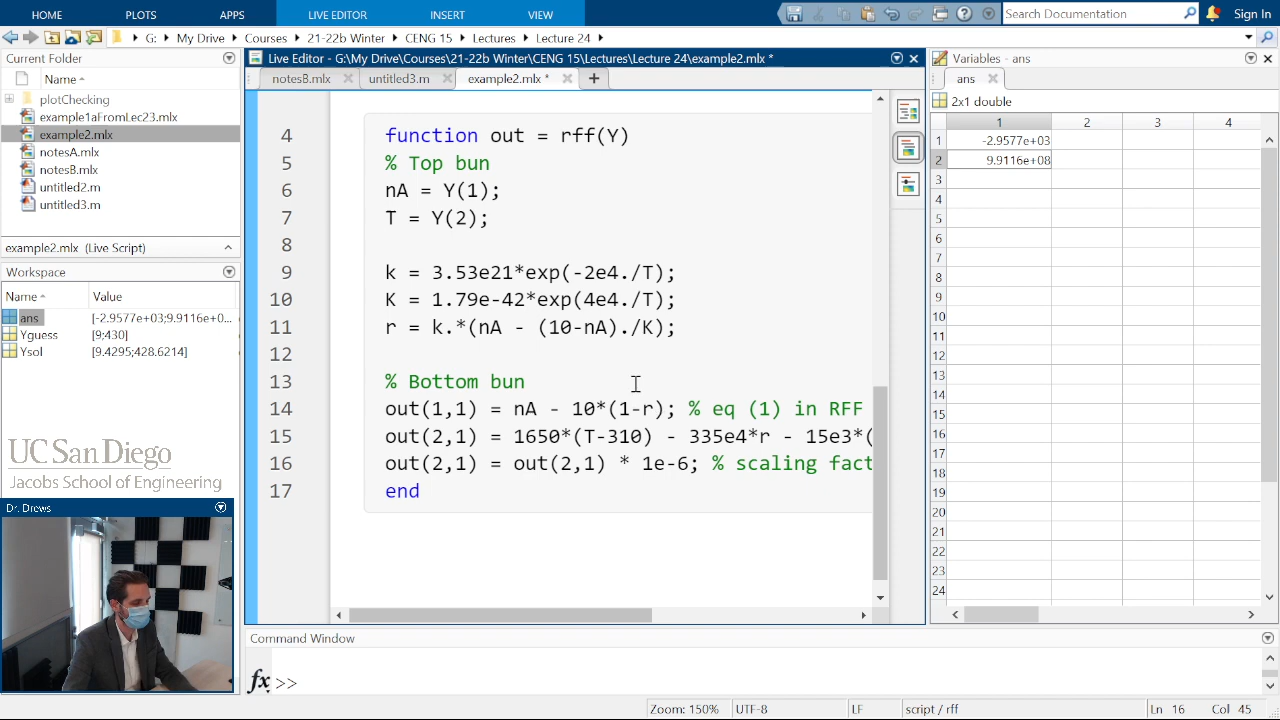 HOME PLOTS APPS LIVE EDITOR INSERT VIEW Search Documentation Sign In
G: My Drive Courses 21-22b Winter CENG 15 Lectures Lecture 24
Current Folder
Name
plotChecking
example1aFromLec23.mlx
example2.mlx
notesA.mlx
notesB.mlx
untitled2.m
untitled3.m
example2.mlx (Live Script)
Workspace
Name Value
ans [-2.9577e+03;9.9116e+0...
Yguess [9;430]
Ysol [9.4295;428.6214]
UC San Diego
Jacobs School of Engineering
Dr. Drews
Live Editor - G:\My Drive\Courses\21-22b Winter\CENG 15\Lectures\Lecture 24\example2.mlx *
notesB.mlx untitled3.m example2.mlx *
4 function out = rff(Y)
5 % Top bun
6 nA = Y(1);
7 T = Y(2);
8
9 k = 3.53e21*exp(-2e4./T);
10 K = 1.79e-42*exp(4e4./T);
11 r = k.*(nA - (10-nA)./K);
12
13 % Bottom bun
14 out(1,1) = nA - 10*(1-r); % eq (1) in RFF
15 out(2,1) = 1650*(T-310) - 335e4*r - 15e3*(
16 out(2,1) = out(2,1) * 1e-6; % scaling fact
17 end
Variables - ans
ans
2x1 double
1 2 3 4
1 -2.9577e+03
2 9.9116e+08
3
4
5
6
7
8
9
10
11
12
13
14
15
16
17
18
19
20
21
22
23
24
Command Window
fx >>
Zoom: 150% UTF-8 LF script / rff Ln 16 Col 45